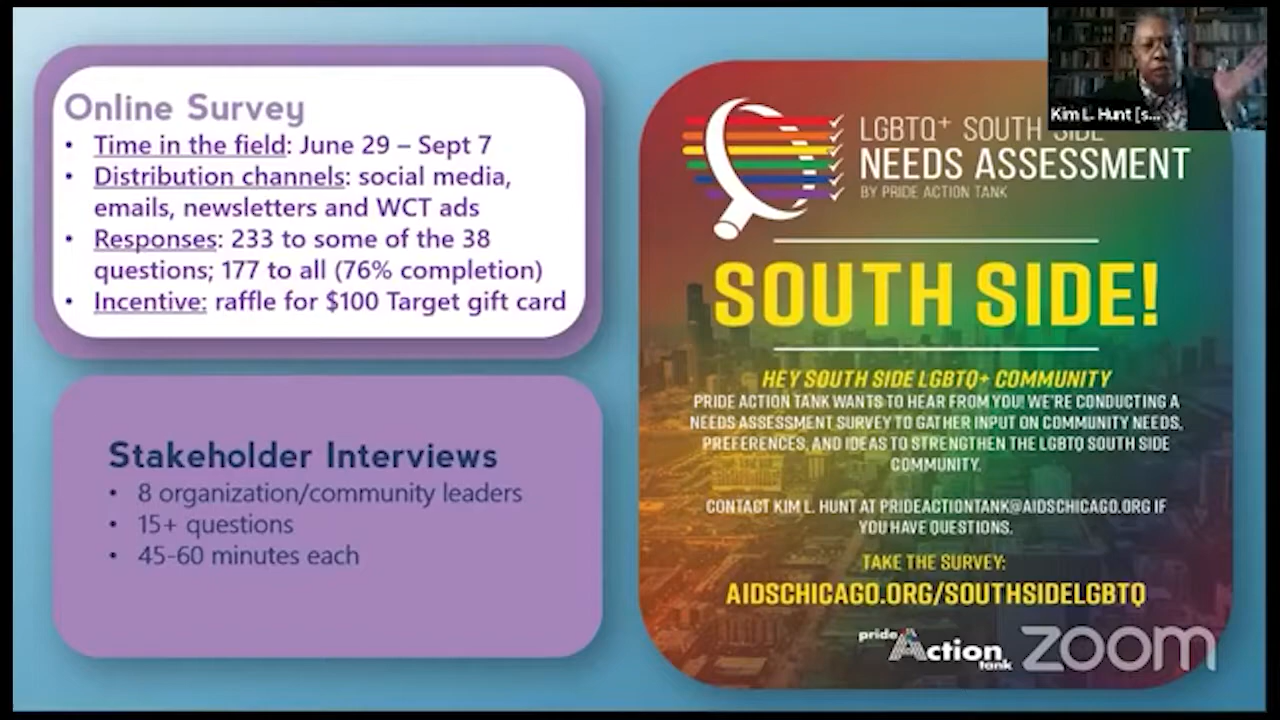 Online Survey
• Time in the field: June 29 – Sept 7
• Distribution channels: social media,
emails, newsletters and WCT ads
• Responses: 233 to some of the 38
questions; 177 to all (76% completion)
• Incentive: raffle for $100 Target gift card
Stakeholder Interviews
• 8 organization/community leaders
• 15+ questions
• 45-60 minutes each
Kim L. Hunt [s...
LGBTQ+ SOUTH SIDE
NEEDS ASSESSMENT
BY PRIDE ACTION TANK
SOUTH SIDE!
HEY SOUTH SIDE LGBTQ+ COMMUNITY
PRIDE ACTION TANK WANTS TO HEAR FROM YOU! WE'RE CONDUCTING A
NEEDS ASSESSMENT SURVEY TO GATHER INPUT ON COMMUNITY NEEDS,
PREFERENCES, AND IDEAS TO STRENGTHEN THE LGBTQ SOUTH SIDE
COMMUNITY.
CONTACT KIM L. HUNT AT PRIDEACTIONTANK@AIDSCHICAGO.ORG IF
YOU HAVE QUESTIONS.
TAKE THE SURVEY:
AIDSCHICAGO.ORG/SOUTHSIDELGBTQ
pride
Action
tank
zoom